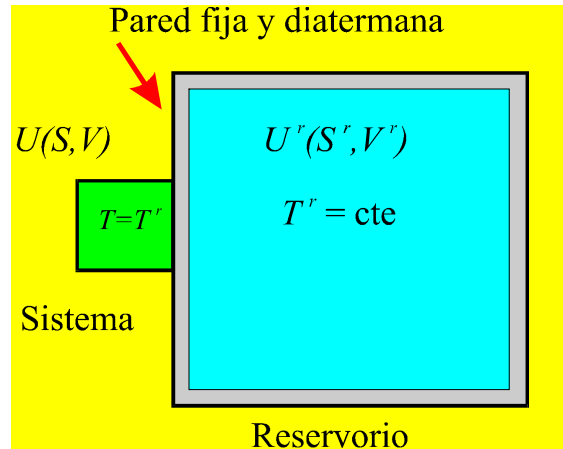 Pared fija y diatermana
U(S,V)
U^r(S^r,V^r)
T=T^r
T^r = cte
Sistema
Reservorio